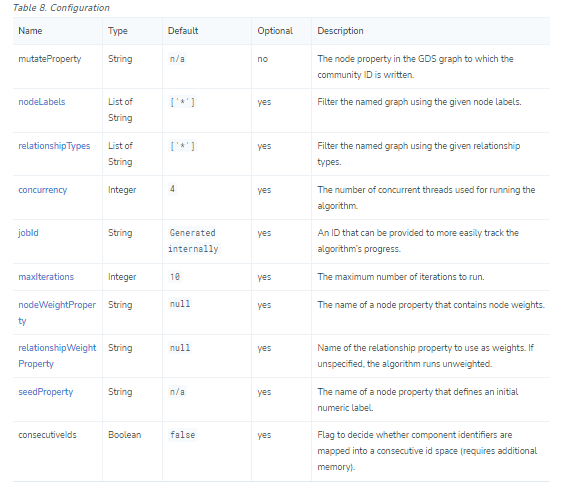 Table 8. Configuration
Name Type Default Optional Description
mutateProperty String n/a no The node property in the GDS graph to which the
community ID is written.
nodeLabels List of ['*'] yes Filter the named graph using the given node labels.
String
relationshipTypes List of ['*'] yes Filter the named graph using the given relationship
String types.
concurrency Integer 4 yes The number of concurrent threads used for running the
algorithm.
jobId String Generated yes An ID that can be provided to more easily track the
internally algorithm's progress.
maxIterations Integer 10 yes The maximum number of iterations to run.
nodeWeightProper String null yes The name of a node property that contains node weights.
ty
relationshipWeight String null yes Name of the relationship property to use as weights. If
Property unspecified, the algorithm runs unweighted.
seedProperty String n/a yes The name of a node property that defines an initial
numeric label.
consecutiveIds Boolean false yes Flag to decide whether component identifiers are
mapped into a consecutive id space (requires additional
memory).